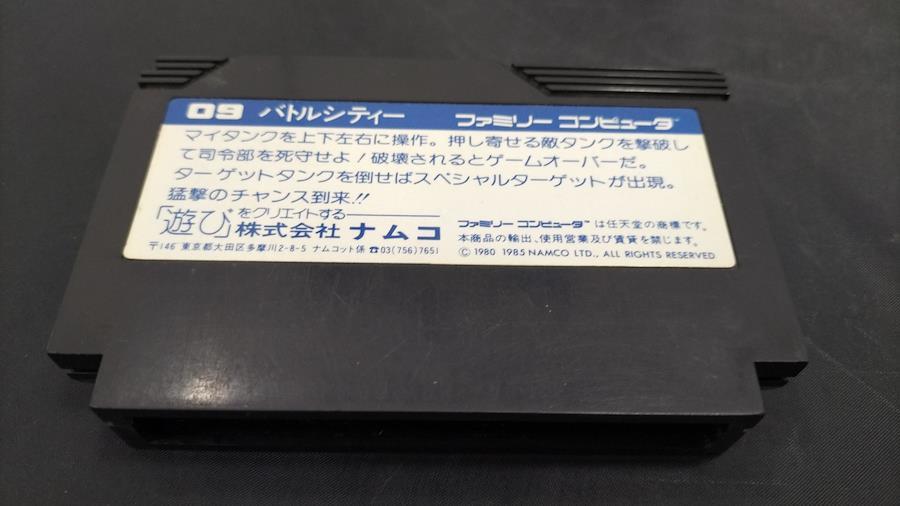 09 バトルシティー ファミリー コンピュータ™
マイタンクを上下左右に操作。押し寄せる敵タンクを撃破し
て司令部を死守せよ！破壊されるとゲームオーバーだ。
ターゲットタンクを倒せばスペシャルターゲットが出現。
猛撃のチャンス到来!!
「遊び」をクリエイトする
株式会社 ナムコ
〒146 東京都大田区多摩川2-8-5 ナムコット係 ☎03(756)7651
ファミリー コンピュータ™ は任天堂の商標です。
本商品の輸出、使用営業及び賃貸を禁じます。
© 1980 1985 NAMCO LTD., ALL RIGHTS RESERVED